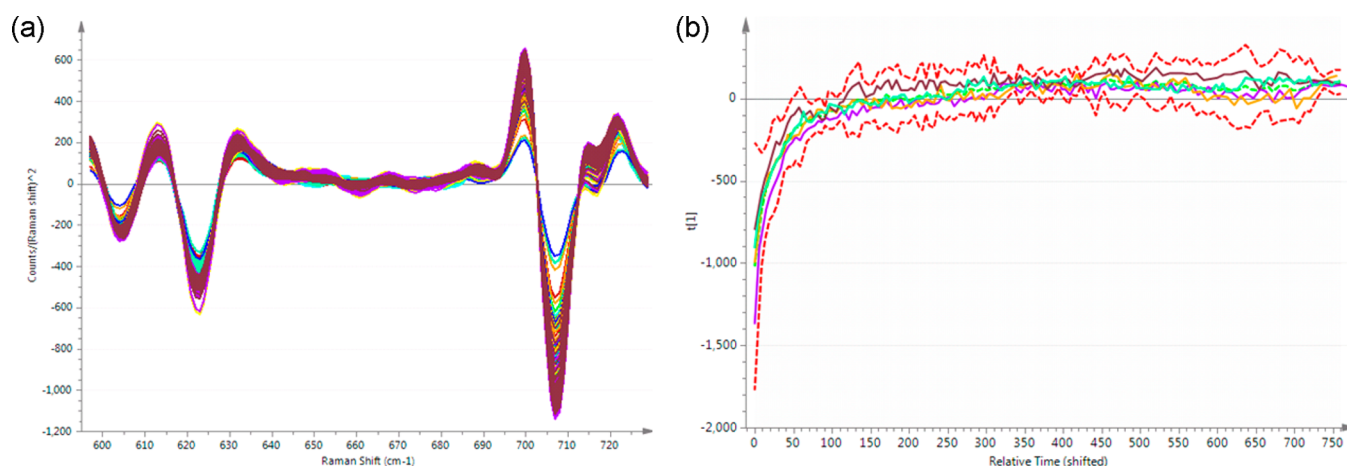 (a)
600
400
200
0
-200
-400
-600
-800
-1,000
-1,200
Counts/(Raman shift)^2
600 610 620 630 640 650 660 670 680 690 700 710 720
Raman Shift (cm-1)
(b)
0
-500
-1,000
-1,500
-2,000
t[1]
0 50 100 150 200 250 300 350 400 450 500 550 600 650 700 750
Relative Time (shifted)